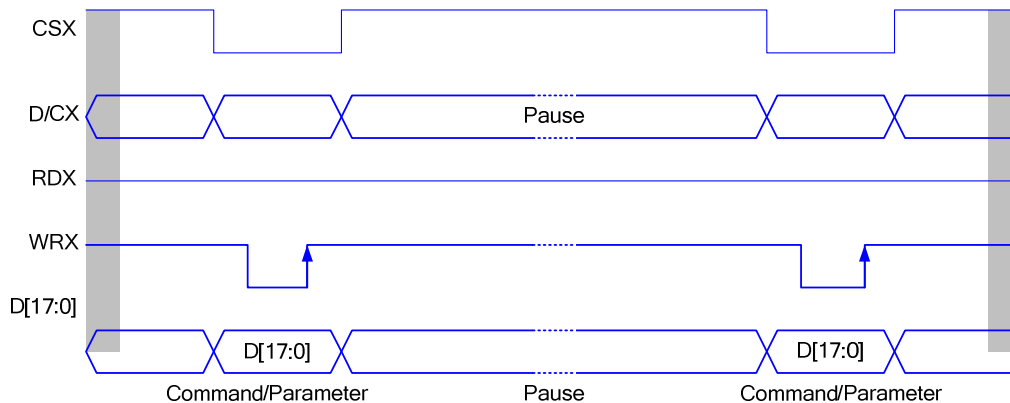 CSX
D/CX
Pause
RDX
WRX
D[17:0]
D[17:0] D[17:0]
Command/Parameter Pause Command/Parameter